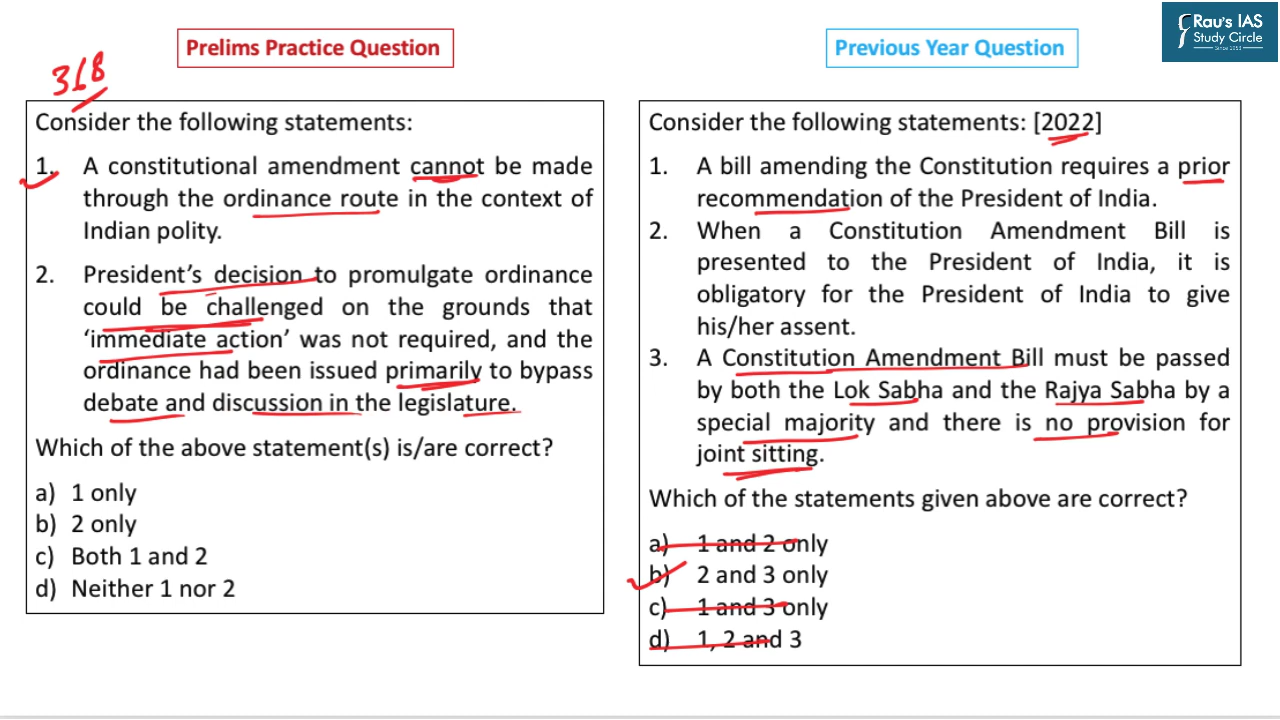 Prelims Practice Question
Previous Year Question
Rau's IAS
Study Circle
Since 1953
368
Consider the following statements:
1. A constitutional amendment cannot be made
through the ordinance route in the context of
Indian polity.
2. President's decision to promulgate ordinance
could be challenged on the grounds that
'immediate action' was not required, and the
ordinance had been issued primarily to bypass
debate and discussion in the legislature.
Which of the above statement(s) is/are correct?
a) 1 only
b) 2 only
c) Both 1 and 2
d) Neither 1 nor 2
Consider the following statements: [2022]
1. A bill amending the Constitution requires a prior
recommendation of the President of India.
2. When a Constitution Amendment Bill is
presented to the President of India, it is
obligatory for the President of India to give
his/her assent.
3. A Constitution Amendment Bill must be passed
by both the Lok Sabha and the Rajya Sabha by a
special majority and there is no provision for
joint sitting.
Which of the statements given above are correct?
a) 1 and 2 only
b) 2 and 3 only
c) 1 and 3 only
d) 1, 2 and 3